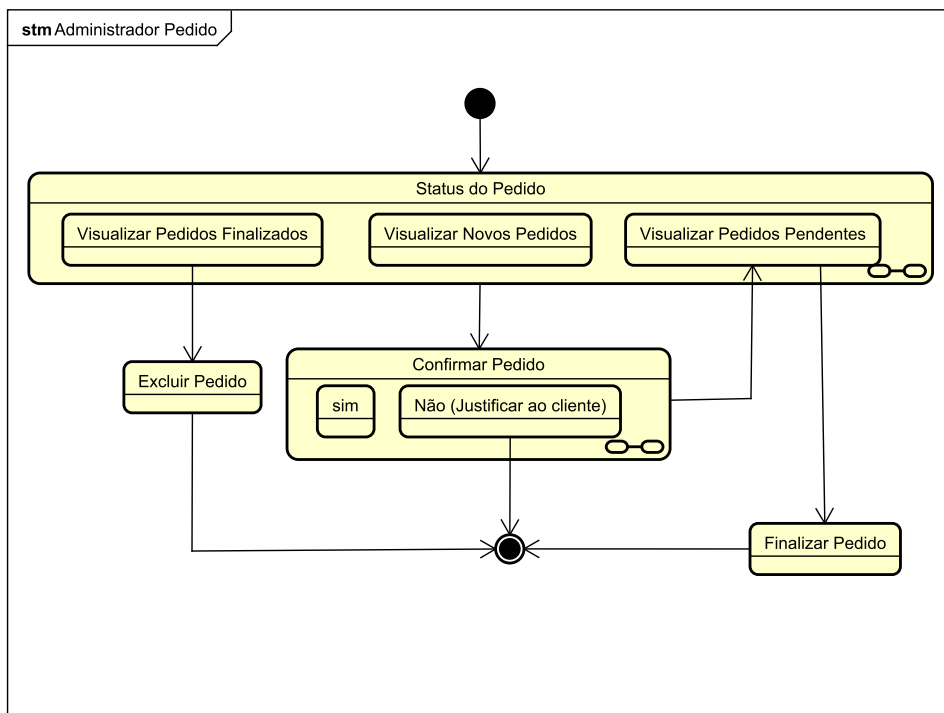 stm Administrador Pedido
Status do Pedido
Visualizar Pedidos Finalizados
Visualizar Novos Pedidos
Visualizar Pedidos Pendentes
Confirmar Pedido
Excluir Pedido
sim
Não (Justificar ao cliente)
Finalizar Pedido